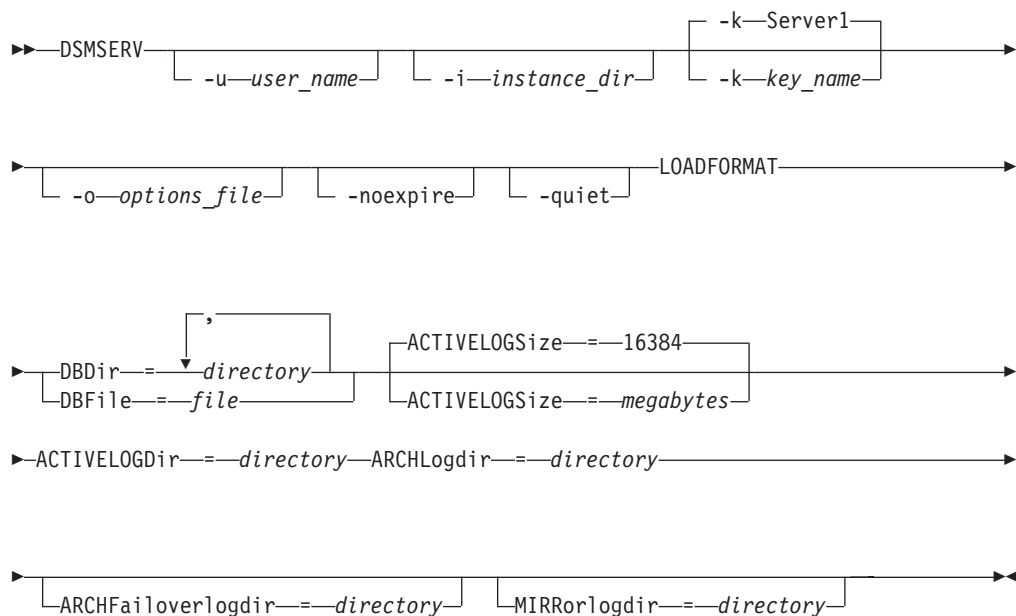 -k Server1
DSMSERV
-u user_name -i instance_dir -k key_name
LOADFORMAT
-o options_file -noexpire -quiet
,
ACTIVELOGSize = 16384
DBDir = directory
DBFile = file ACTIVELOGSize = megabytes
ACTIVELOGDir = directory ARCHLogdir = directory
ARCHFailoverlogdir = directory MIRRorlogdir = directory